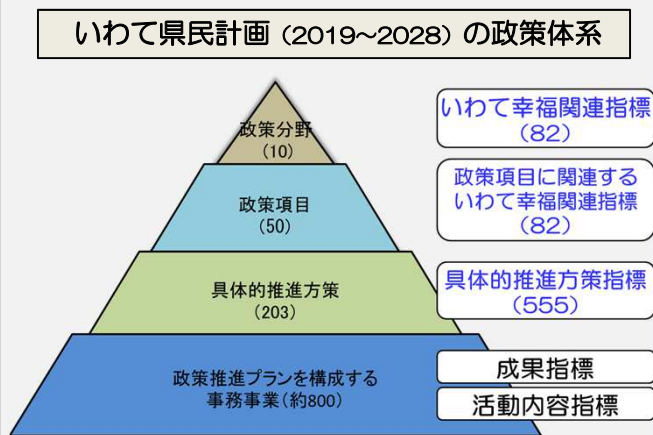 いわて県民計画（2019～2028）の政策体系
政策分野
(10)
いわて幸福関連指標
（82）
政策項目
(50)
政策項目に関連する
いわて幸福関連指標
（82）
具体的推進方策
(203)
具体的推進方策指標
（555）
政策推進プランを構成する
事務事業(約800)
成果指標
活動内容指標